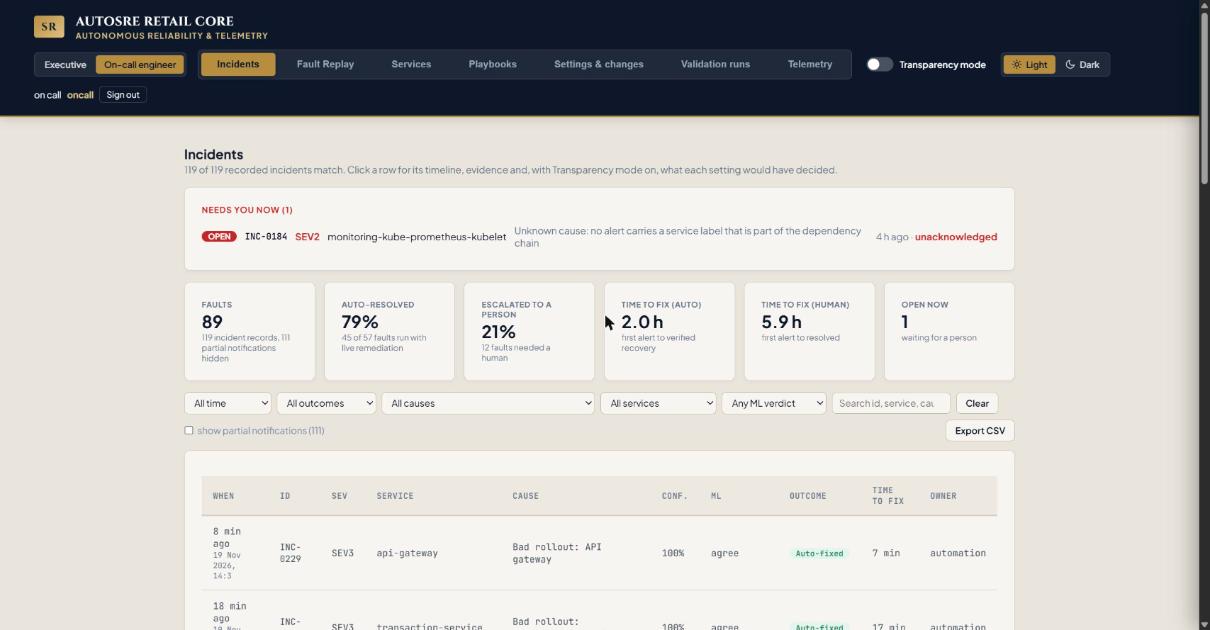 SR
AUTOSRE RETAIL CORE
AUTONOMOUS RELIABILITY & TELEMETRY
Executive On-call engineer Incidents Fault Replay Services Playbooks Settings & changes Validation runs Telemetry Transparency mode Light Dark
on call oncall Sign out
Incidents
119 of 119 recorded incidents match. Click a row for its timeline, evidence and, with Transparency mode on, what each setting would have decided.
NEEDS YOU NOW (1)
OPEN INC-0184 SEV2 monitoring-kube-prometheus-kubelet Unknown cause: no alert carries a service label that is part of the dependency
chain
4 h ago · unacknowledged
FAULTS
89
119 incident records, 111
partial notifications
hidden
AUTO-RESOLVED
79%
45 of 57 faults run with
live remediation
ESCALATED TO A
PERSON
21%
12 faults needed a
human
TIME TO FIX (AUTO)
2.0 h
first alert to verified
recovery
TIME TO FIX (HUMAN)
5.9 h
first alert to resolved
OPEN NOW
1
waiting for a person
All time All outcomes All causes All services Any ML verdict Search id, service, cau Clear
show partial notifications (111) Export CSV
WHEN ID SEV SERVICE CAUSE CONF. ML OUTCOME TIME
TO FIX OWNER
8 min
ago
19 Nov
2026,
14:3
INC-
0229
SEV3
api-gateway
Bad rollout: API
gateway
100%
agree
Auto-fixed
7 min
automation
18 min
ago
19 Nov
INC-
SEV3
transaction-service
Bad rollout:
100%
agree
Auto-fixed
17 min
automation